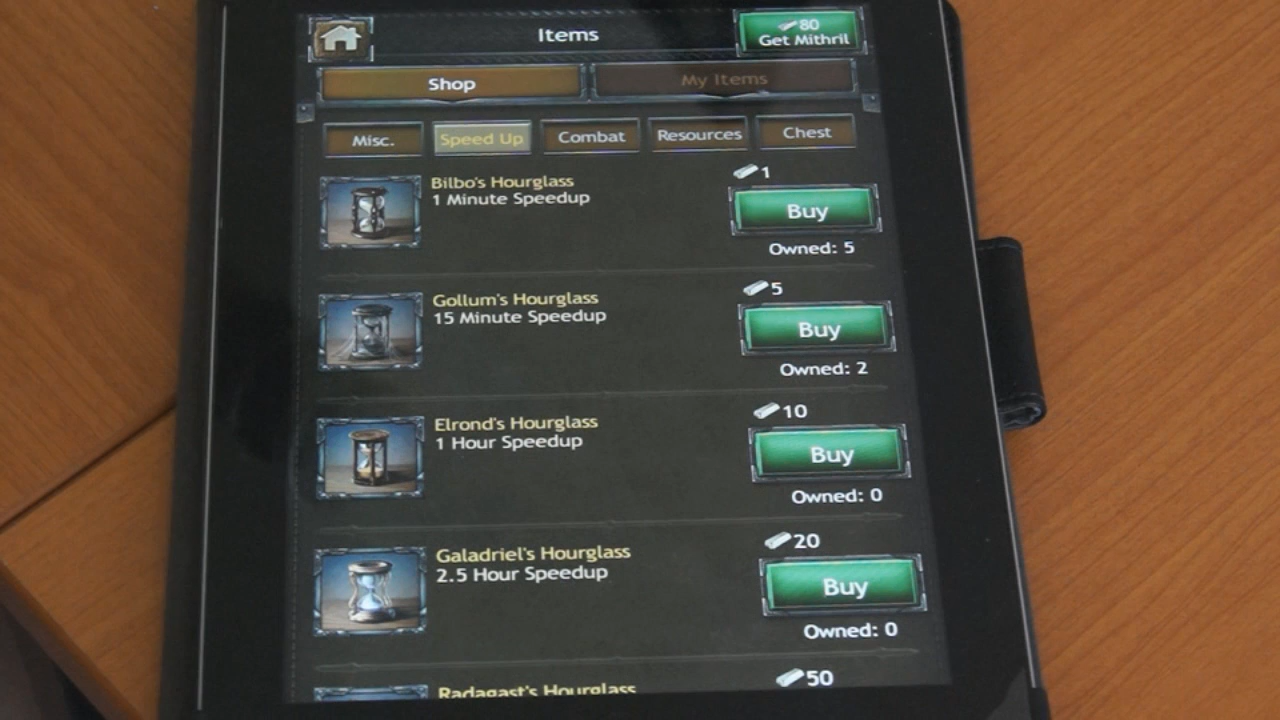 Items
80
Get Mithril
Shop
My Items
Misc.
Speed Up
Combat
Resources
Chest
Bilbo's Hourglass
1 Minute Speedup
1
Buy
Owned: 5
Gollum's Hourglass
15 Minute Speedup
5
Buy
Owned: 2
Elrond's Hourglass
1 Hour Speedup
10
Buy
Owned: 0
Galadriel's Hourglass
2.5 Hour Speedup
20
Buy
Owned: 0
Radagast's Hourglass
50